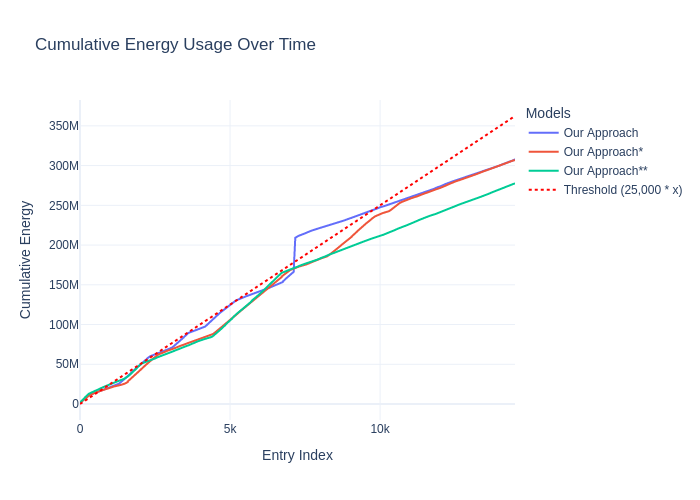 Cumulative Energy Usage Over Time
Models
Our Approach
Our Approach*
Our Approach**
Threshold (25,000 * x)
350M
300M
250M
200M
150M
100M
50M
0
Cumulative Energy
0
5k
10k
Entry Index